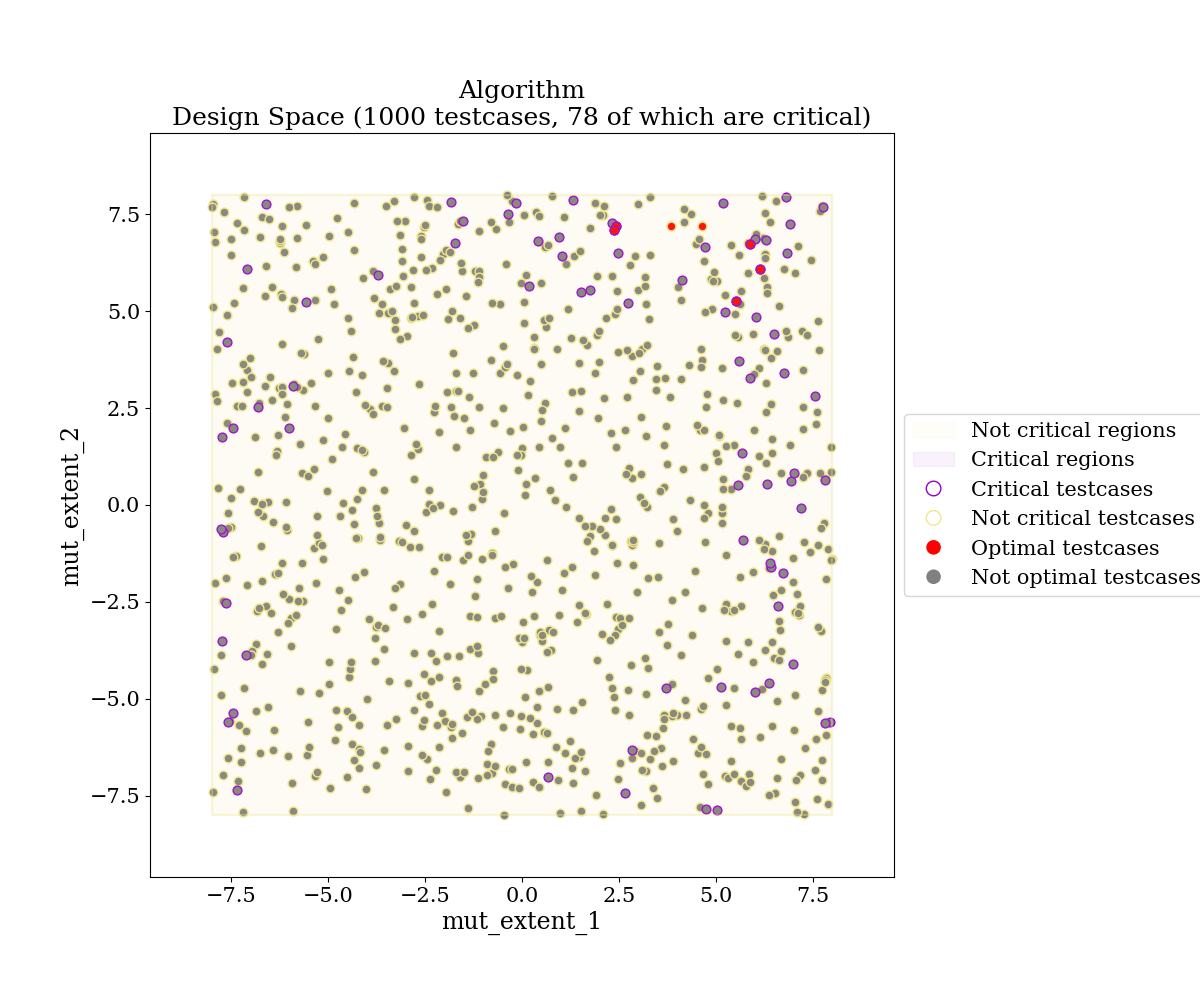 Algorithm
Design Space (1000 testcases, 78 of which are critical)
7.5
5.0
2.5
0.0
−2.5
−5.0
−7.5
mut_extent_2
−7.5 −5.0 −2.5 0.0 2.5 5.0 7.5
mut_extent_1
Not critical regions
Critical regions
Critical testcases
Not critical testcases
Optimal testcases
Not optimal testcases